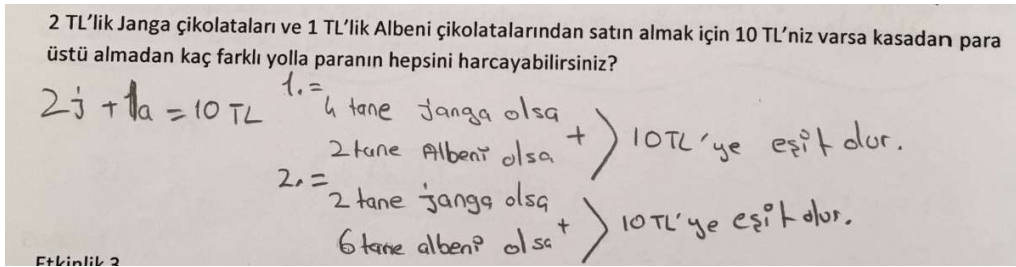 2 TL'lik Janga çikolataları ve 1 TL'lik Albeni çikolatalarından satın almak için 10 TL'niz varsa kasadan para
üstü almadan kaç farklı yolla paranın hepsini harcayabilirsiniz?
2j + 1a = 10 TL
1. =
4 tane janga olsa
2 tane Albeni olsa + 10TL'ye eşit olur.
2. =
2 tane janga olsa
6 tane albeni olsa + 10 TL'ye eşit olur.
Etkinlik 3